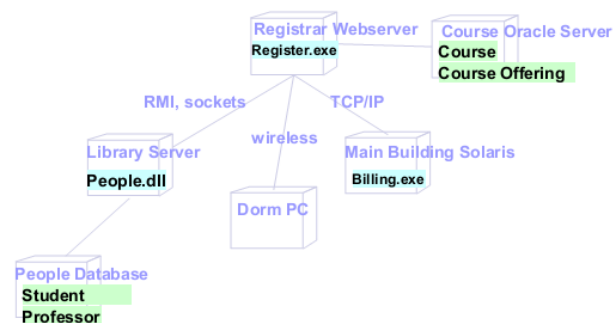 Registrar Webserver
Register.exe
Course Oracle Server
Course
Course Offering
RMI, sockets
TCP/IP
wireless
Library Server
People.dll
Main Building Solaris
Billing.exe
Dorm PC
People Database
Student
Professor